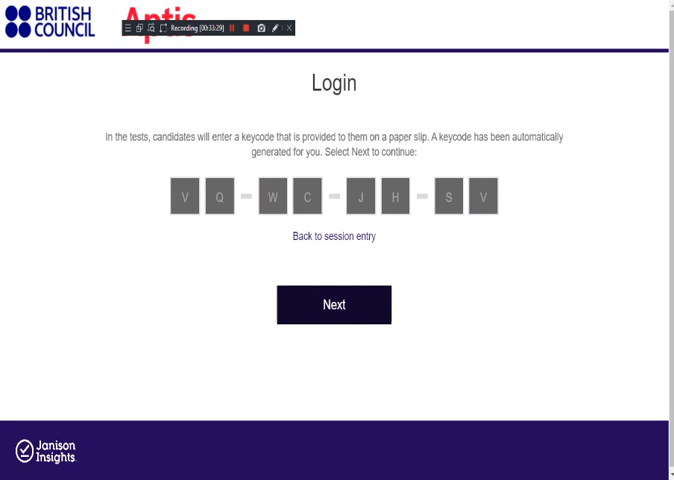 BRITISH
COUNCIL
Aptis
Recording [00:33:29]
Login
In the tests, candidates will enter a keycode that is provided to them on a paper slip. A keycode has been automatically
generated for you. Select Next to continue:
V Q - W C - J H - S V
Back to session entry
Next
Janison
Insights